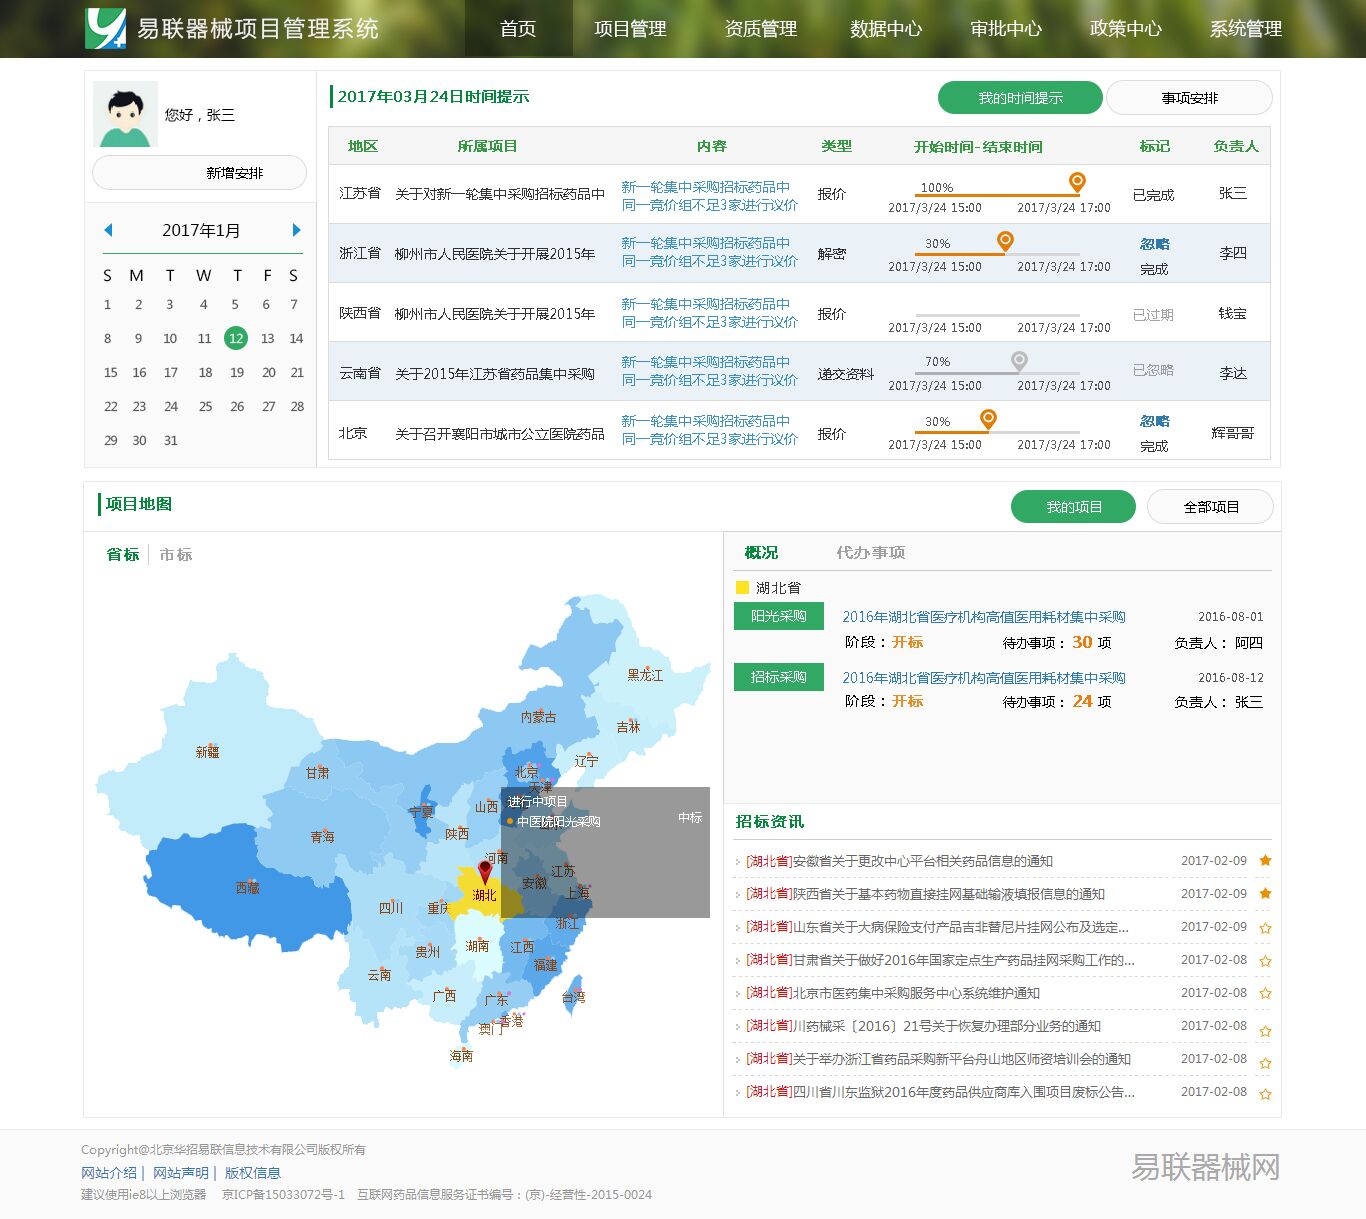 易联器械项目管理系统
首页 项目管理 资质管理 数据中心 审批中心 政策中心 系统管理
您好，张三
新增安排
2017年1月
S M T W T F S
1 2 3 4 5 6 7
8 9 10 11 12 13 14
15 16 17 18 19 20 21
22 23 24 25 26 27 28
29 30 31
2017年03月24日时间提示
我的时间提示 事项安排
地区 所属项目 内容 类型 开始时间-结束时间 标记 负责人
江苏省 关于对新一轮集中采购招标药品中 新一轮集中采购招标药品中 报价 100% 已完成 张三
同一竞价组不足3家进行议价 2017/3/24 15:00 2017/3/24 17:00
浙江省 柳州市人民医院关于开展2015年 新一轮集中采购招标药品中 解密 30% 忽略 李四
同一竞价组不足3家进行议价 2017/3/24 15:00 2017/3/24 17:00 完成
陕西省 柳州市人民医院关于开展2015年 新一轮集中采购招标药品中 报价 已过期 钱宝
同一竞价组不足3家进行议价 2017/3/24 15:00 2017/3/24 17:00
云南省 关于2015年江苏省药品集中采购 新一轮集中采购招标药品中 递交资料 70% 已忽略 李达
同一竞价组不足3家进行议价 2017/3/24 15:00 2017/3/24 17:00
北京 关于召开襄阳市城市公立医院药品 新一轮集中采购招标药品中 报价 30% 忽略 辉哥哥
同一竞价组不足3家进行议价 2017/3/24 15:00 2017/3/24 17:00 完成
项目地图
我的项目 全部项目
省标 市标
黑龙江
内蒙古
吉林
新疆
辽宁
甘肃
北京
天津
宁夏
山西
青海
陕西
河南
江苏
安徽
西藏
上海
湖北
四川
重庆
浙江
湖南
江西
贵州
福建
云南
广西
广东
台湾
香港
澳门
海南
进行中项目
中医院阳光采购 中标
概况 代办事项
湖北省
阳光采购 2016年湖北省医疗机构高值医用耗材集中采购 2016-08-01
阶段：开标 待办事项：30 项 负责人：阿四
招标采购 2016年湖北省医疗机构高值医用耗材集中采购 2016-08-12
阶段：开标 待办事项：24 项 负责人：张三
招标资讯
[湖北省]安徽省关于更改中心平台相关药品信息的通知 2017-02-09
[湖北省]陕西省关于基本药物直接挂网基础输液填报信息的通知 2017-02-09
[湖北省]山东省关于大病保险支付产品吉非替尼片挂网公布及选定... 2017-02-09
[湖北省]甘肃省关于做好2016年国家定点生产药品挂网采购工作的... 2017-02-08
[湖北省]北京市医药集中采购服务中心系统维护通知 2017-02-08
[湖北省]川药械采〔2016〕21号关于恢复办理部分业务的通知 2017-02-08
[湖北省]关于举办浙江省药品采购新平台舟山地区师资培训会的通知 2017-02-08
[湖北省]四川省川东监狱2016年度药品供应商库入围项目废标公告... 2017-02-08
Copyright@北京华招易联信息技术有限公司版权所有
网站介绍 | 网站声明 | 版权信息
建议使用ie8以上浏览器 京ICP备15033072号-1 互联网药品信息服务证书编号：(京)-经营性-2015-0024
易联器械网